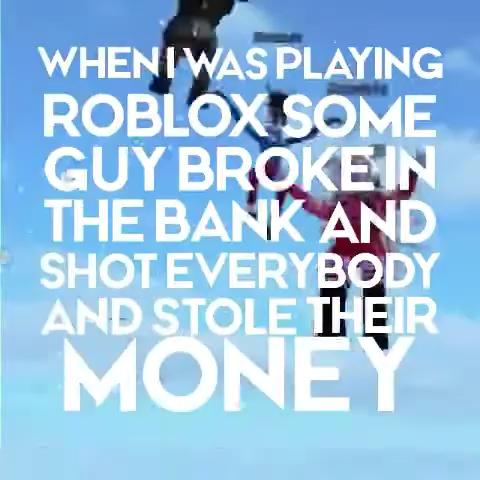 WHEN I WAS PLAYING
ROBLOX SOME
GUY BROKE IN
THE BANK AND
SHOT EVERYBODY
AND STOLE THEIR
MONEY